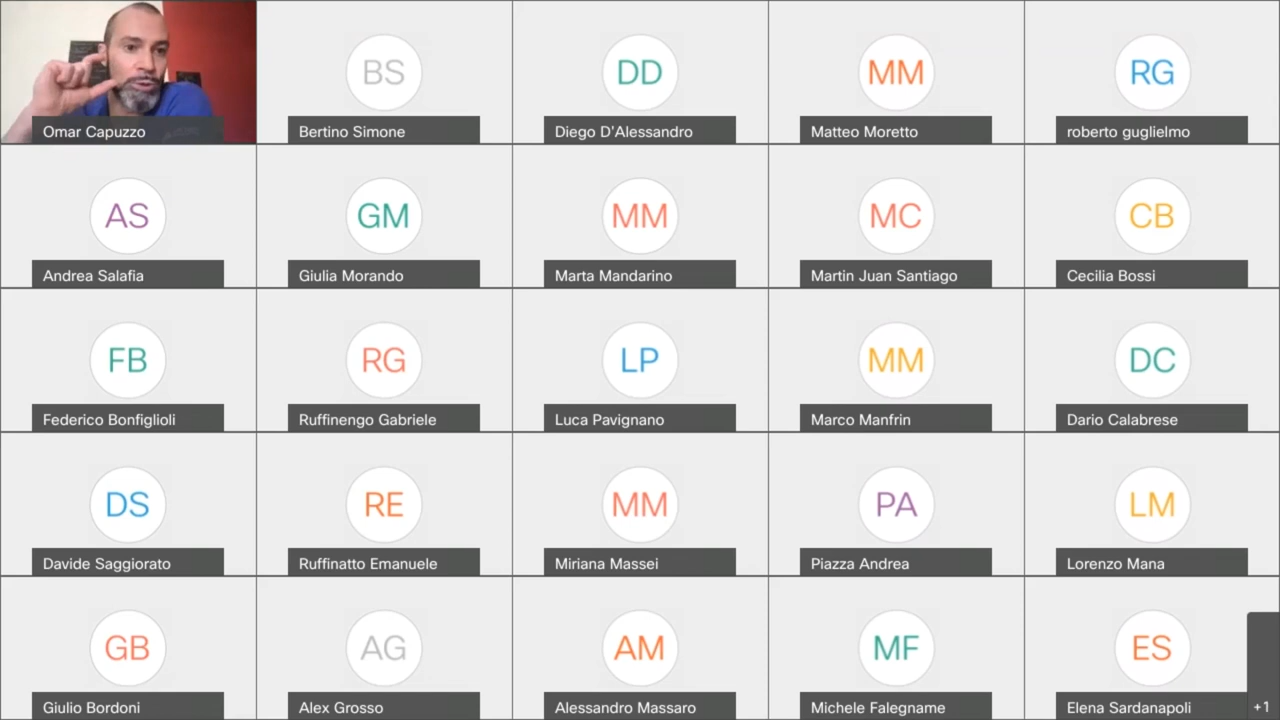 Omar Capuzzo
BS
Bertino Simone
DD
Diego D'Alessandro
MM
Matteo Moretto
RG
roberto guglielmo
AS
Andrea Salafia
GM
Giulia Morando
MM
Marta Mandarino
MC
Martin Juan Santiago
CB
Cecilia Bossi
FB
Federico Bonfiglioli
RG
Ruffinengo Gabriele
LP
Luca Pavignano
MM
Marco Manfrin
DC
Dario Calabrese
DS
Davide Saggiorato
RE
Ruffinatto Emanuele
MM
Miriana Massei
PA
Piazza Andrea
LM
Lorenzo Mana
GB
Giulio Bordoni
AG
Alex Grosso
AM
Alessandro Massaro
MF
Michele Falegname
ES
Elena Sardanapoli
+1